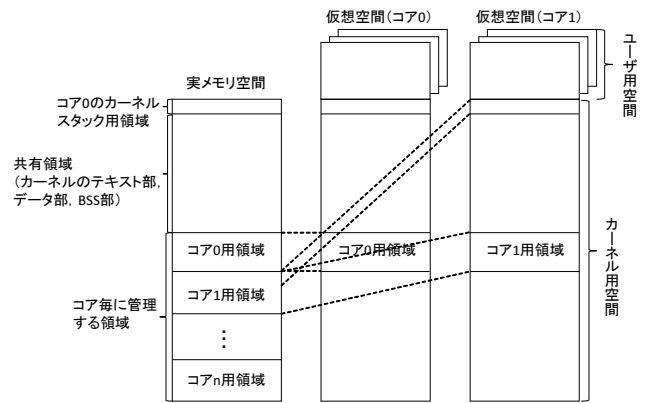 仮想空間(コア0)
仮想空間(コア1)
実メモリ空間
ユーザ用空間
コア0のカーネル
スタック用領域
共有領域
(カーネルのテキスト部,
データ部, BSS部)
コア0用領域
コア0用領域
コア1用領域
カーネル用空間
コア毎に管理
する領域
コア1用領域
⋮
コアn用領域